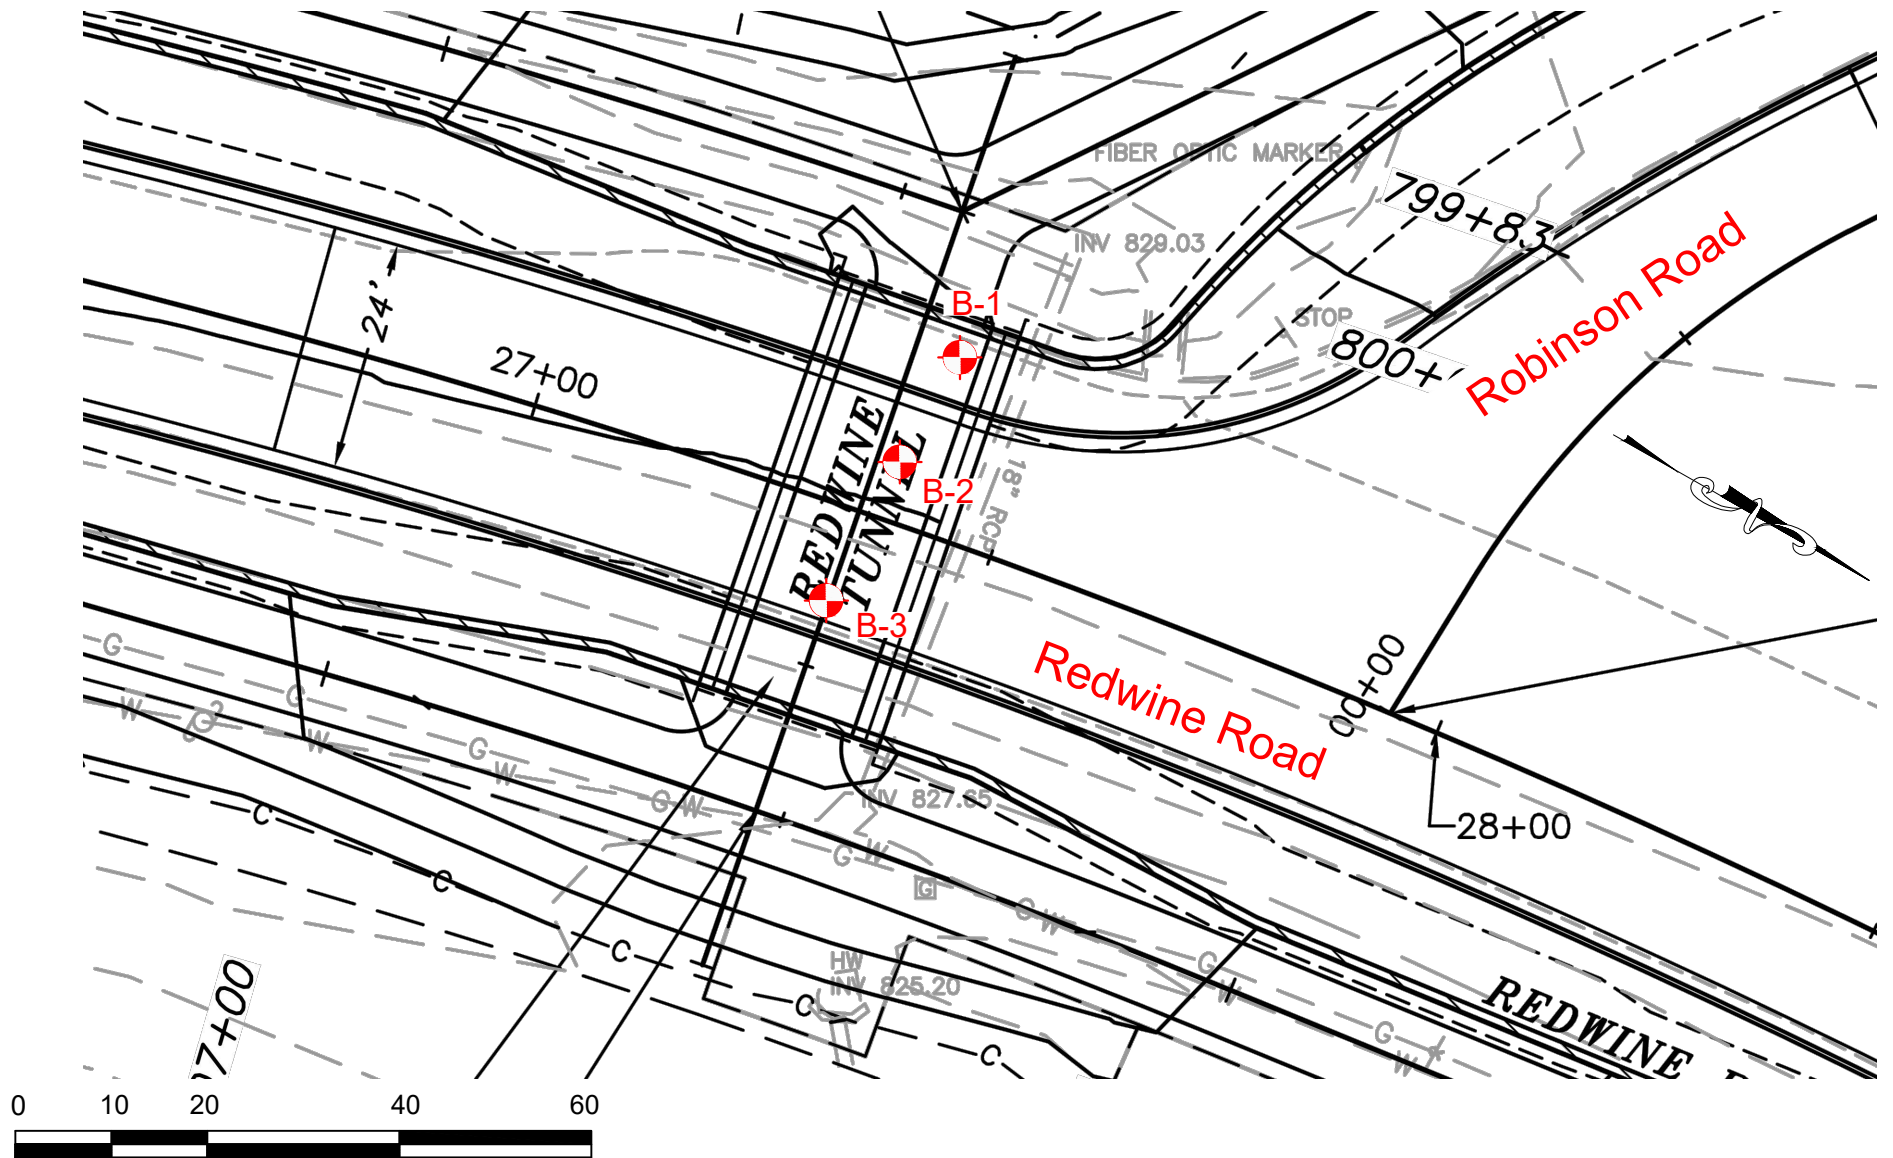 FIBER OPTIC MARKER
799+83
INV 829.03
Robinson Road
B-1
STOP
24'
800+
27+00
REDWINE
TUNNEL
B-2
18" RCP
B-3
Redwine Road
00+00
G
G
W
W
G
W
G
W
INV 827.65
28+00
C
G
W
C
G
G
W
C
HW
INV 825.20
G
W
REDWINE
C
C
G
W
97+00
0 10 20 40 60